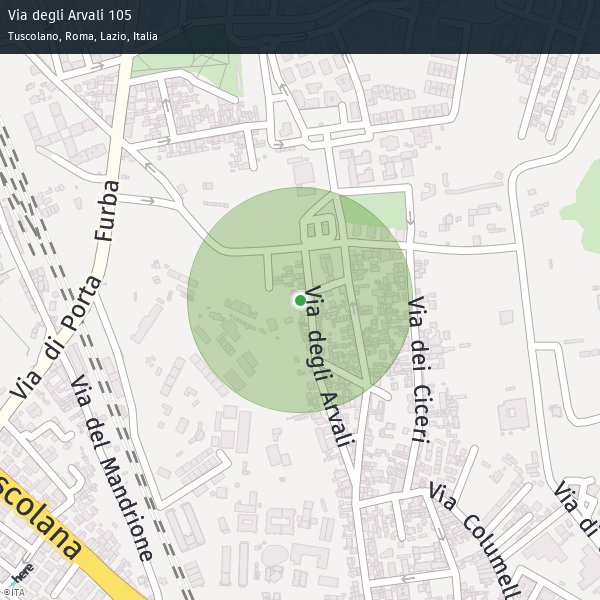 Via degli Arvali 105
Tuscolano, Roma, Lazio, Italia
Via di Porta Furba
Via degli Arvali
Via dei Ciceri
Via del Mandrione
Via Columell
Via di
scolana
here
©ITA